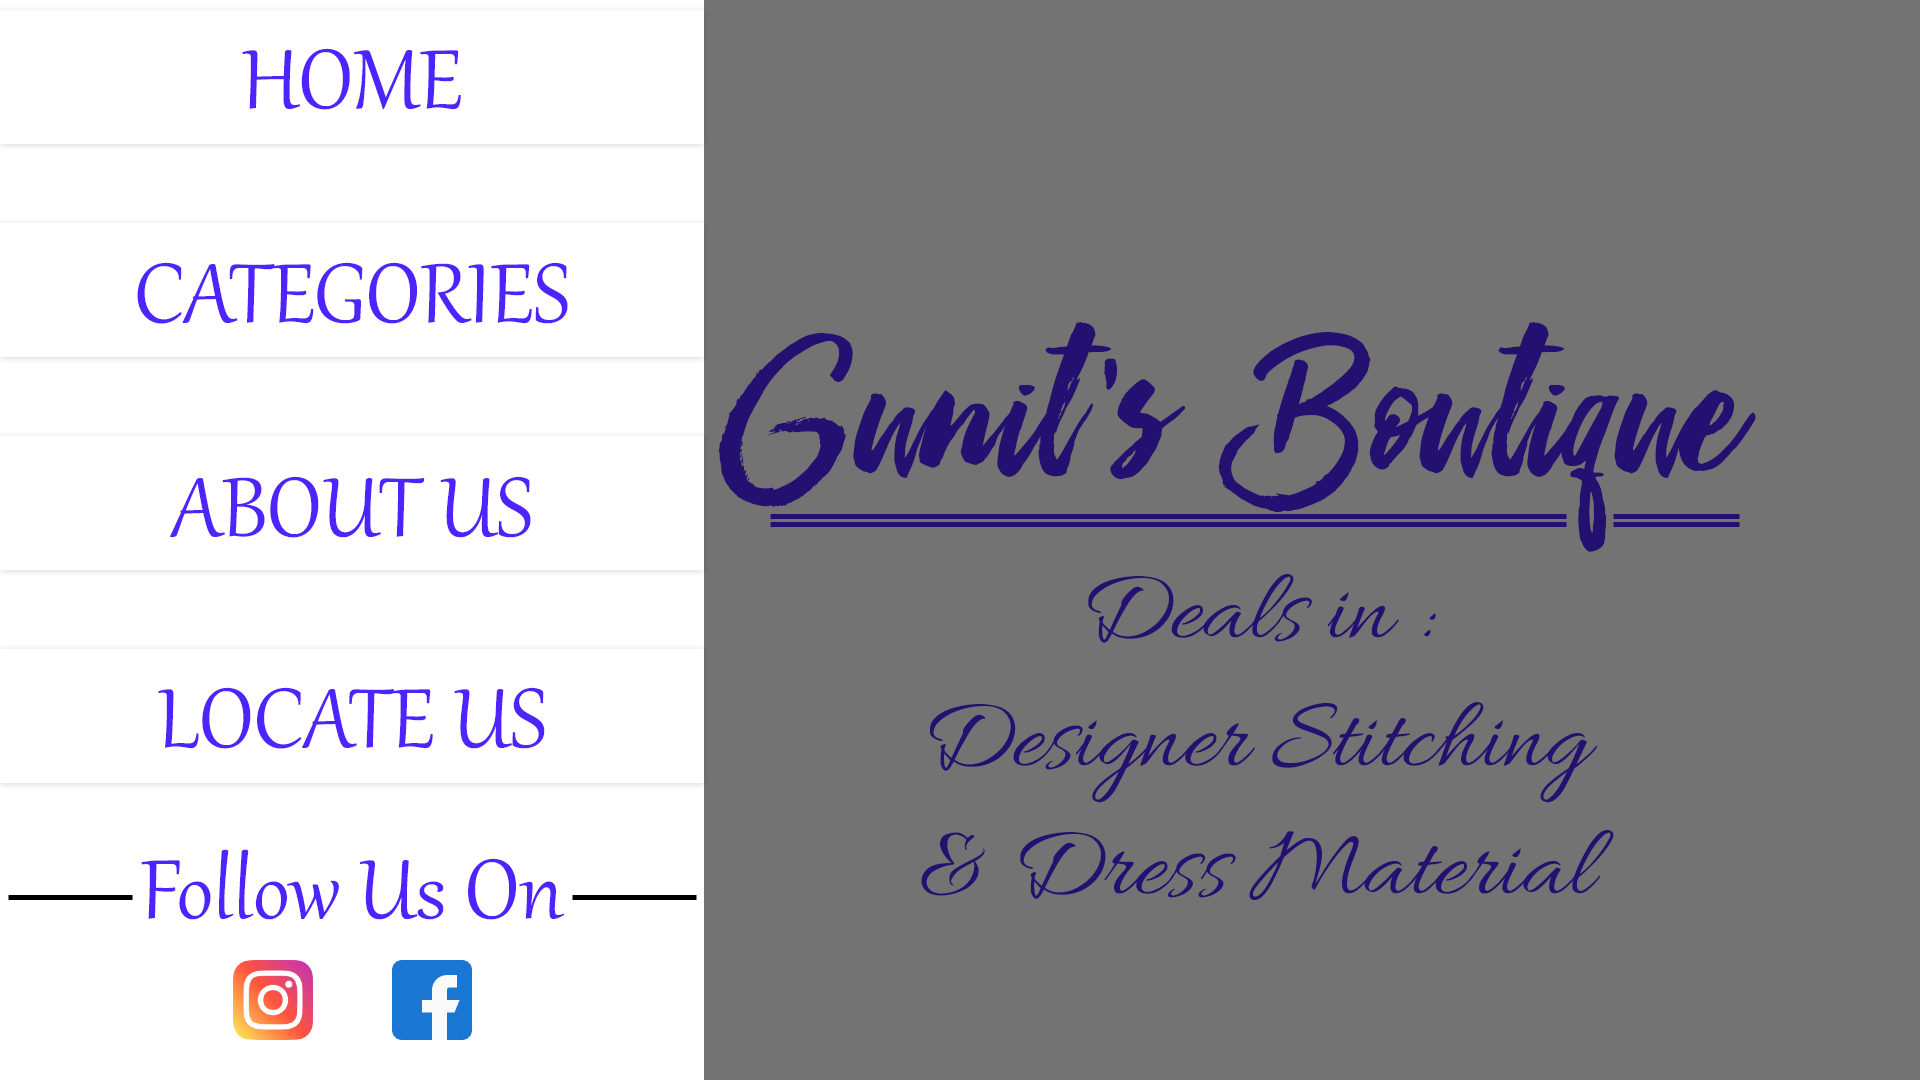 HOME
CATEGORIES
ABOUT US
LOCATE US
Follow Us On
Gunit's Boutique
Deals in :
Designer Stitching
& Dress Material